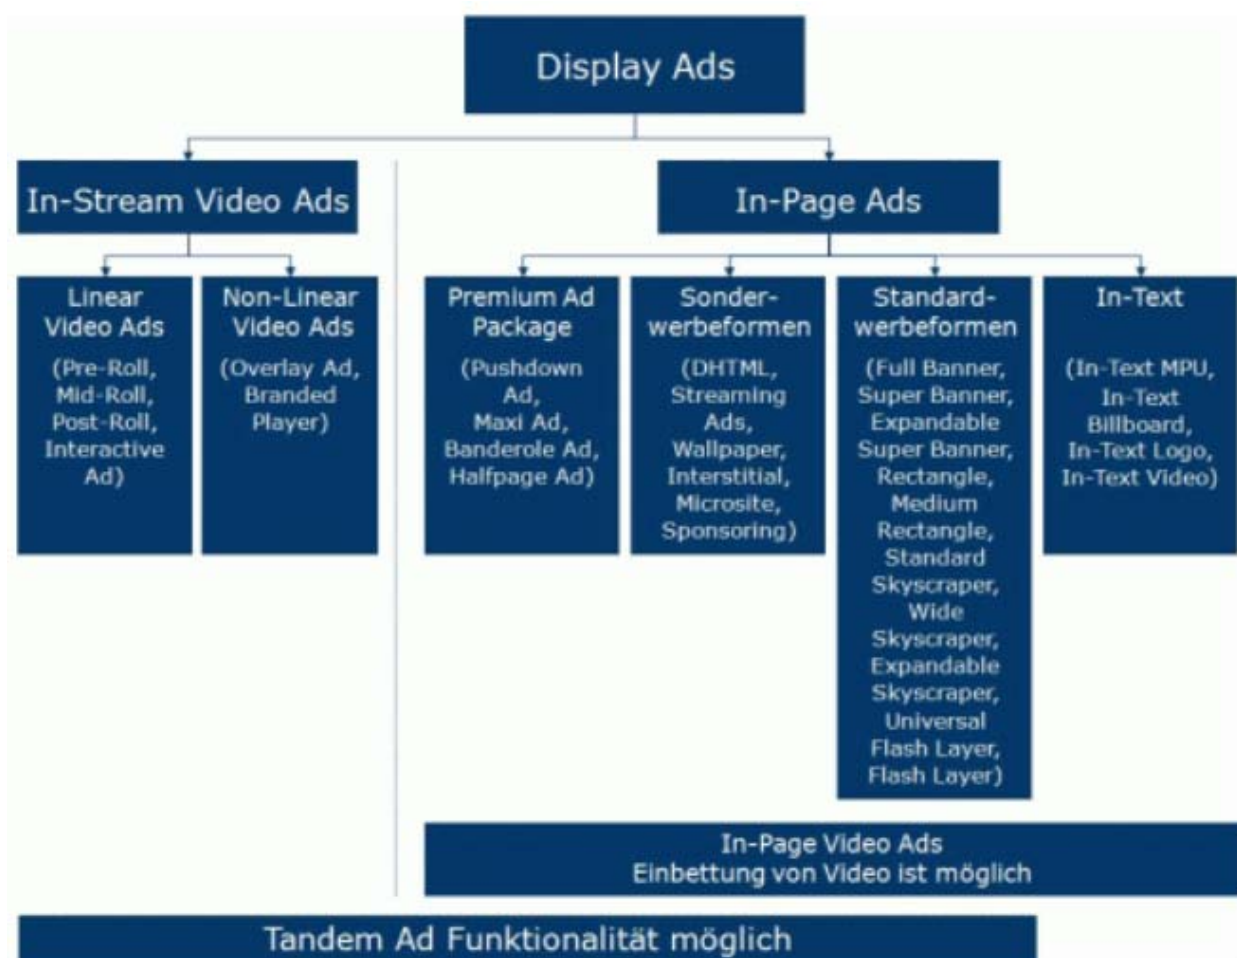 Display Ads
In-Stream Video Ads
In-Page Ads
Linear
Video Ads
(Pre-Roll,
Mid-Roll,
Post-Roll,
Interactive
Ad)
Non-Linear
Video Ads
(Overlay Ad,
Branded
Player)
Premium Ad
Package
(Pushdown
Ad,
Maxi Ad,
Banderole Ad,
Halfpage Ad)
Sonder-
werbeformen
(DHTML,
Streaming
Ads,
Wallpaper,
Interstitial,
Microsite,
Sponsoring)
Standard-
werbeformen
(Full Banner,
Super Banner,
Expandable
Super Banner,
Rectangle,
Medium
Rectangle,
Standard
Skyscraper,
Wide
Skyscraper,
Expandable
Skyscraper,
Universal
Flash Layer,
Flash Layer)
In-Text
(In-Text MPU,
In-Text
Billboard,
In-Text Logo,
In-Text Video)
In-Page Video Ads
Einbettung von Video ist möglich
Tandem Ad Funktionalität möglich